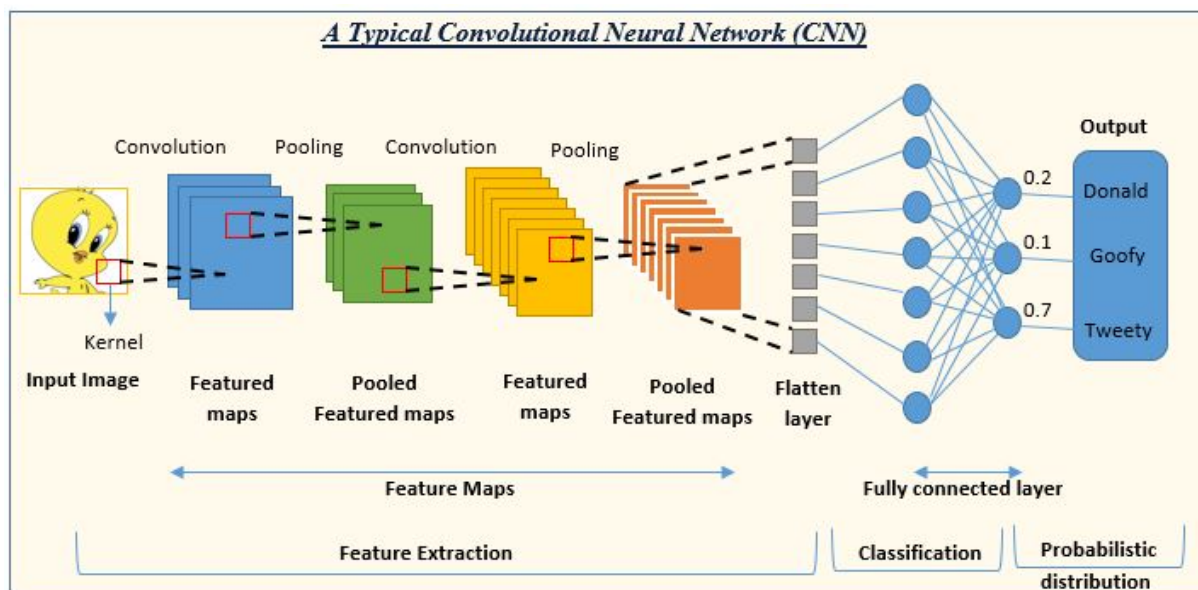 A Typical Convolutional Neural Network (CNN)
Convolution
Pooling
Convolution
Pooling
Output
0.2
Donald
0.1
Goofy
0.7
Tweety
Kernel
Input Image
Featured
maps
Pooled
Featured maps
Featured
maps
Pooled
Featured maps
Flatten
layer
Feature Maps
Fully connected layer
Feature Extraction
Classification
Probabilistic
distribution